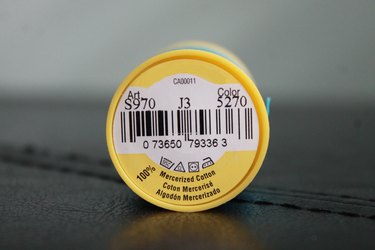 CA00011
Art Color
S970 J3 5270
0 73650 79336 3
100% Mercerized Cotton
Coton Mercerisé
Algodón Mercerizado